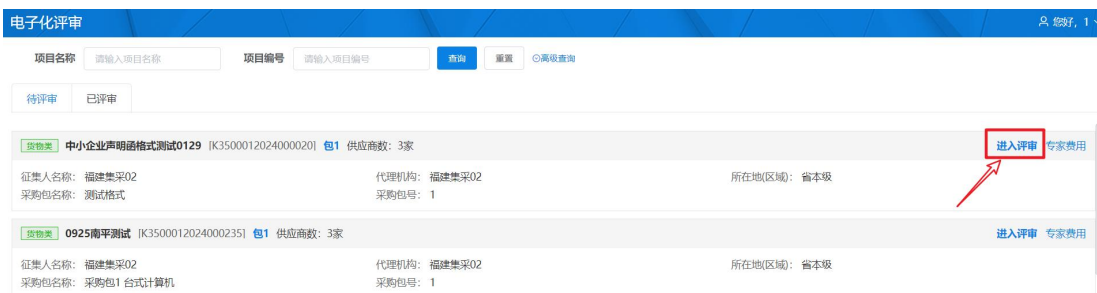 电子化评审 您好，1
项目名称 请输入项目名称 项目编号 请输入项目编号 查询 重置 高级查询
待评审 已评审
货物类 中小企业声明函格式测试0129 [K3500012024000020] 包1 供应商数：3家 进入评审 专家费用
征集人名称：福建集采02 代理机构：福建集采02 所在地(区域)：省本级
采购包名称：测试格式 采购包号：1
货物类 0925南平测试 [K3500012024000235] 包1 供应商数：3家 进入评审 专家费用
征集人名称：福建集采02 代理机构：福建集采02 所在地(区域)：省本级
采购包名称：采购包1 台式计算机 采购包号：1